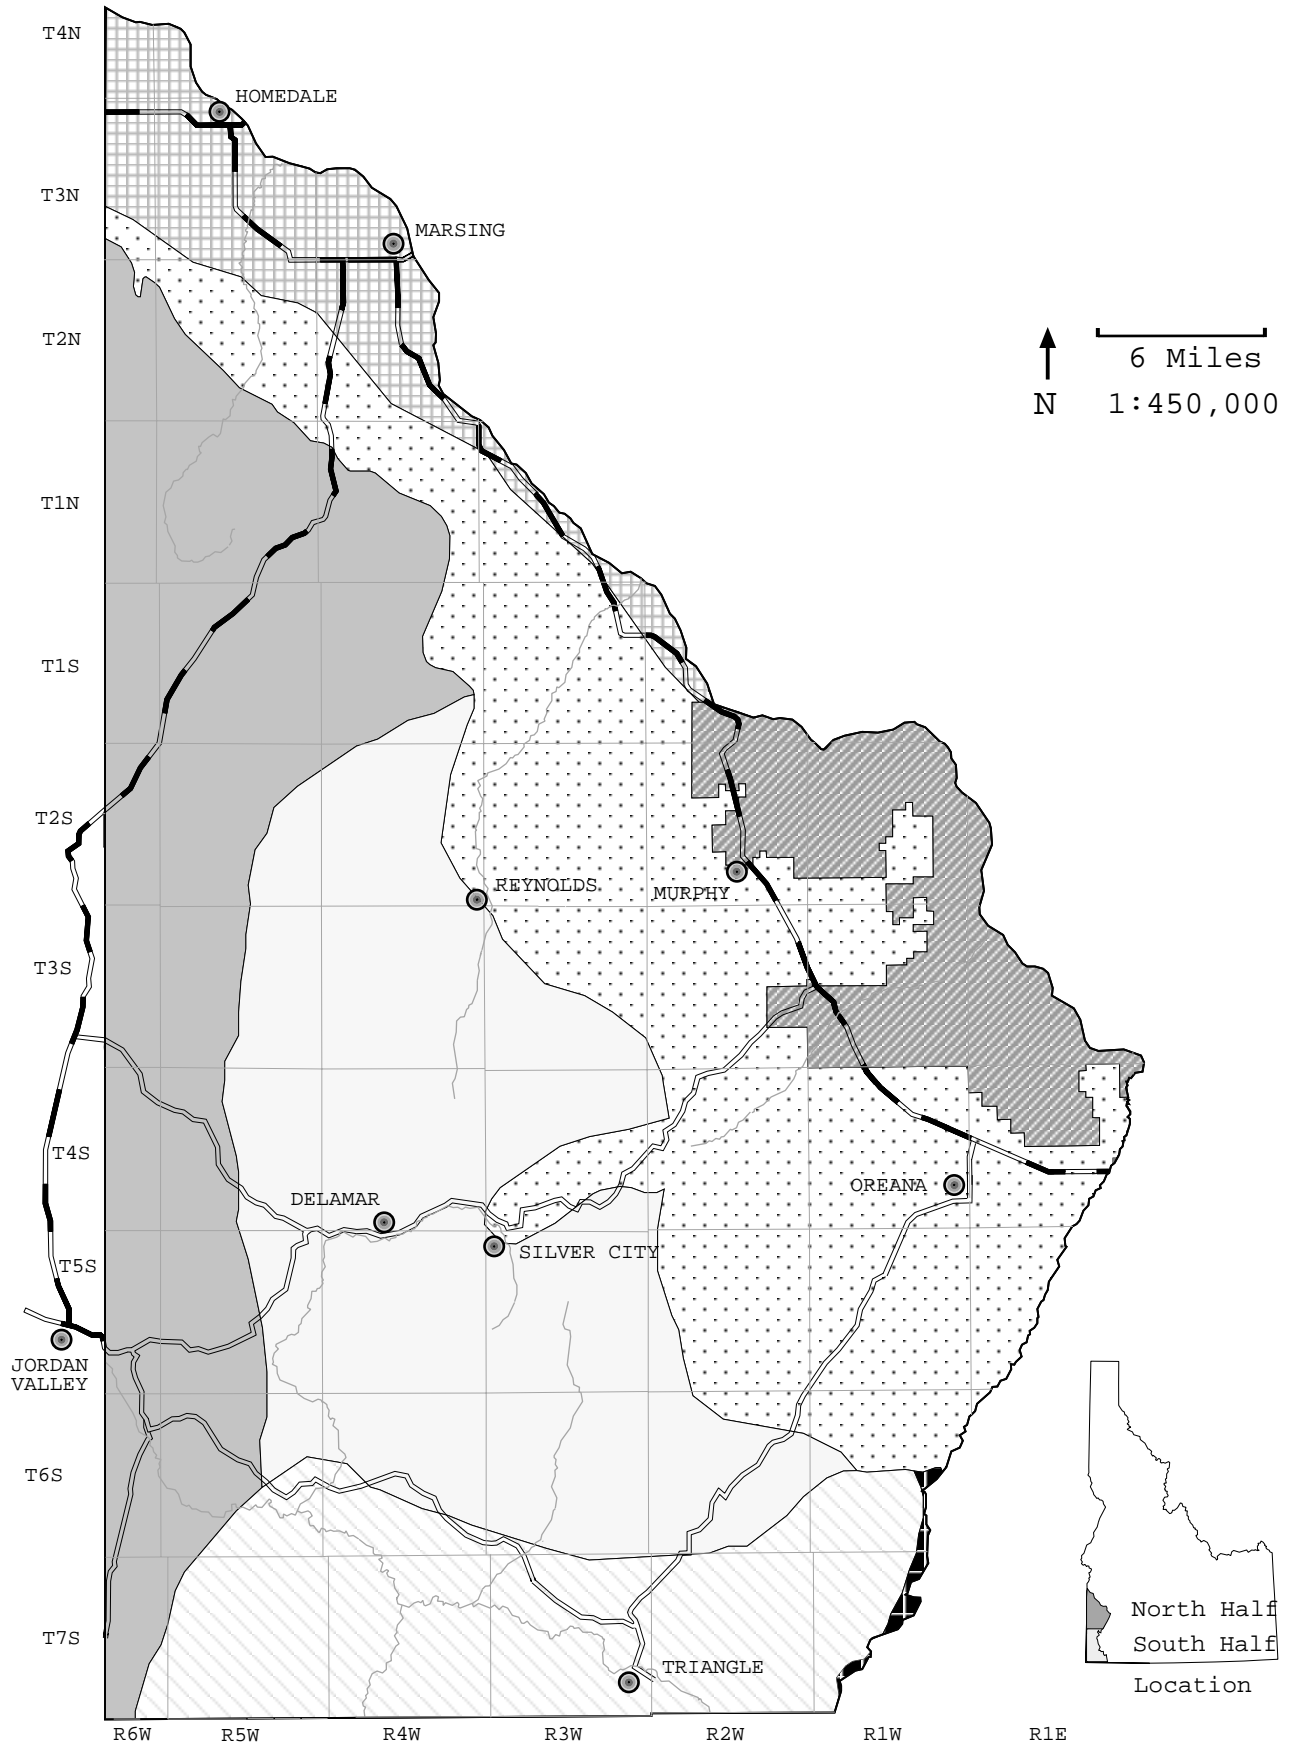 T4N
HOMEDALE
T3N
MARSING
T2N
6 Miles
N 1:450,000
T1N
T1S
T2S
REYNOLDS
MURPHY
T3S
T4S
OREANA
DELAMAR
SILVER CITY
T5S
JORDAN
VALLEY
T6S
North Half
T7S
South Half
TRIANGLE
Location
R6W R5W R4W R3W R2W R1W R1E